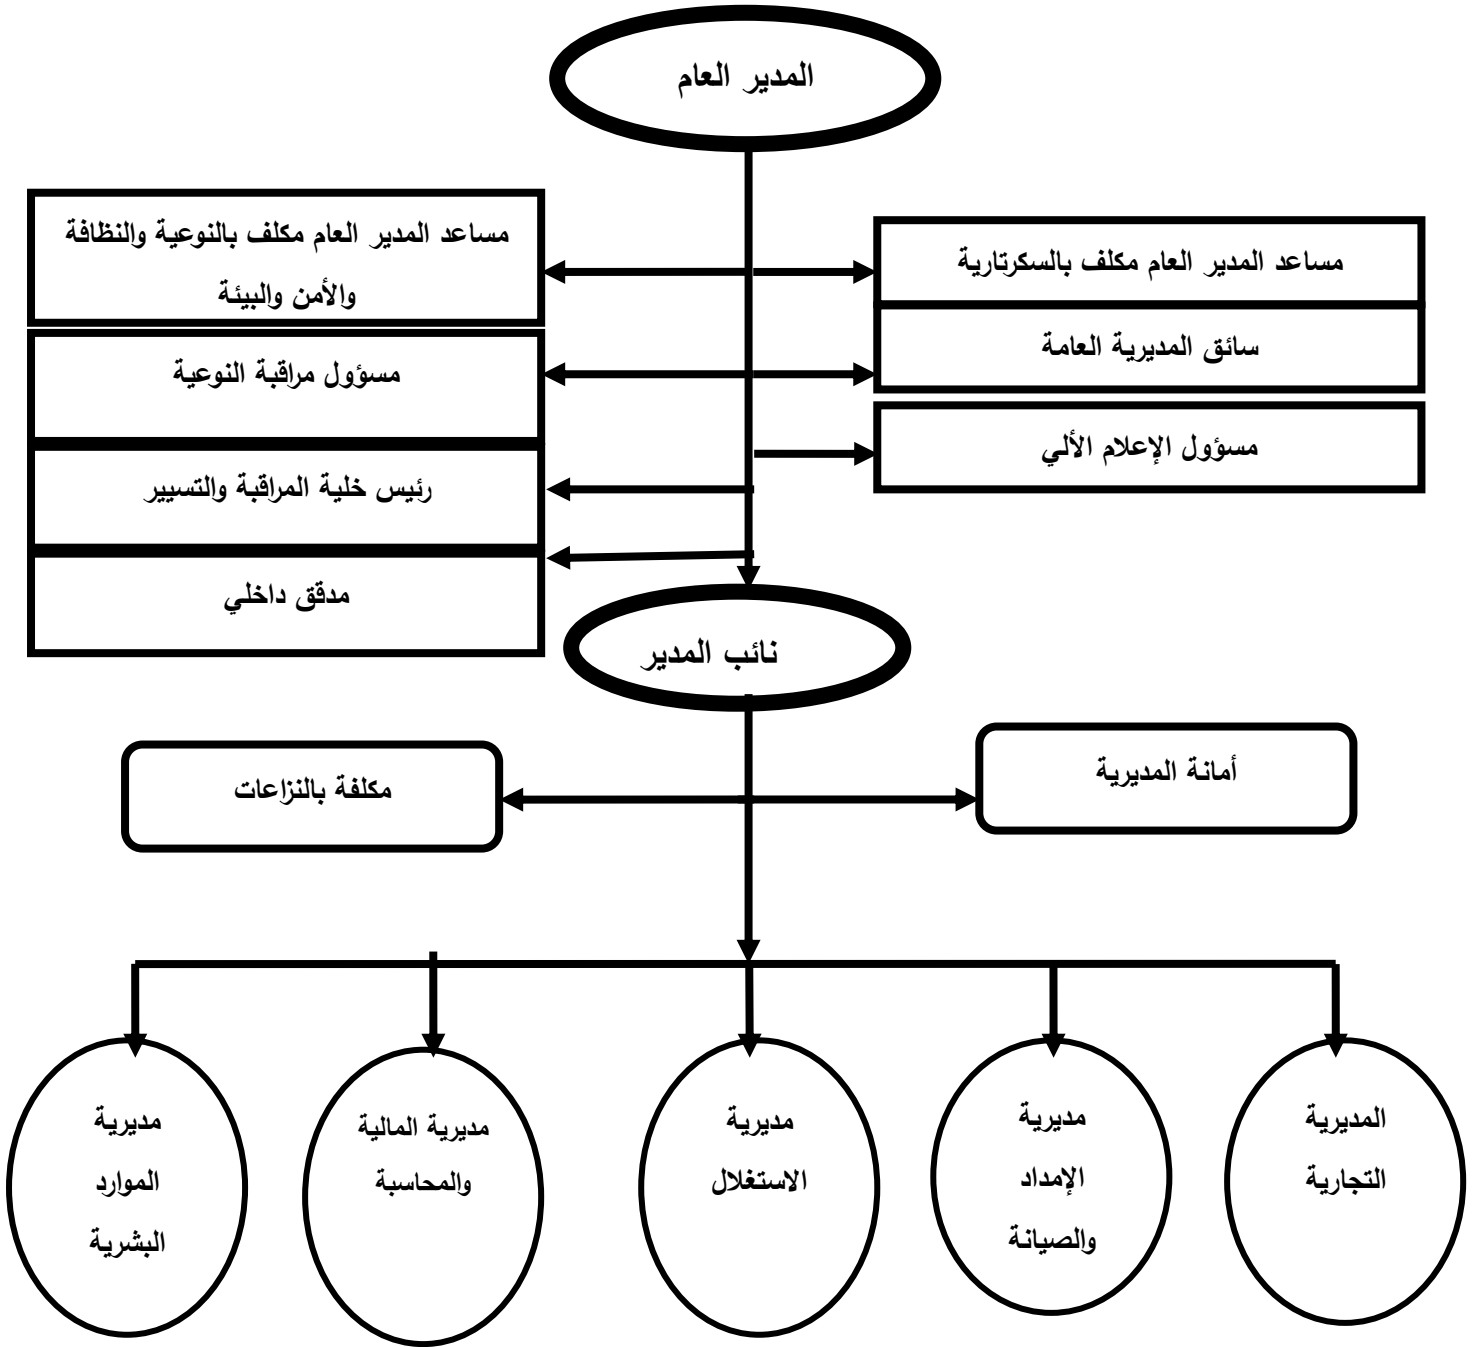 المدير العام
مساعد المدير العام مكلف بالسكرتارية
سائق المديرية العامة
مسؤول الإعلام الألي
مساعد المدير العام مكلف بالنوعية والنظافة
والأمن والبيئة
مسؤول مراقبة النوعية
رئيس خلية المراقبة والتسيير
مدقق داخلي
نائب المدير
أمانة المديرية
مكلفة بالنزاعات
المديرية
التجارية
مديرية
الإمداد
والصيانة
مديرية
الاستغلال
مديرية المالية
والمحاسبة
مديرية
الموارد
البشرية